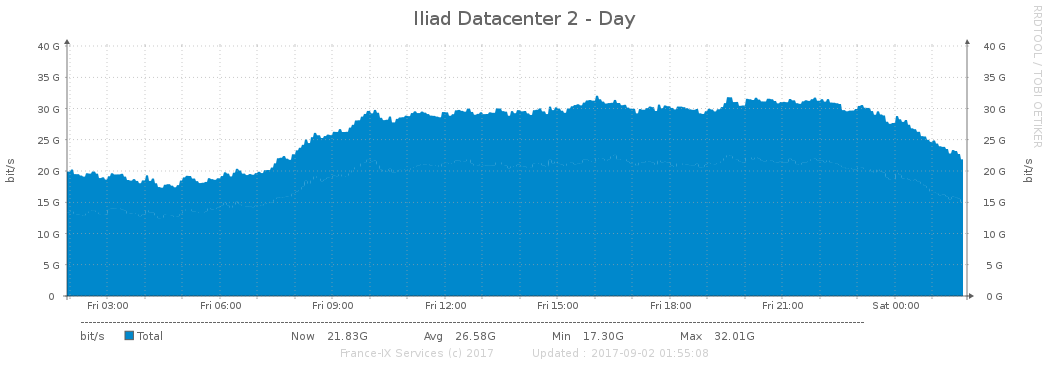 Iliad Datacenter 2 - Day
RRDTOOL / TOBI OETIKER
bit/s
40 G
35 G
30 G
25 G
20 G
15 G
10 G
5 G
0
40 G
35 G
30 G
25 G
20 G
15 G
10 G
5 G
0 G
bit/s
Fri 03:00 Fri 06:00 Fri 09:00 Fri 12:00 Fri 15:00 Fri 18:00 Fri 21:00 Sat 00:00
bit/s Total Now 21.83G Avg 26.58G Min 17.30G Max 32.01G
France-IX Services (c) 2017 Updated : 2017-09-02 01:55:08